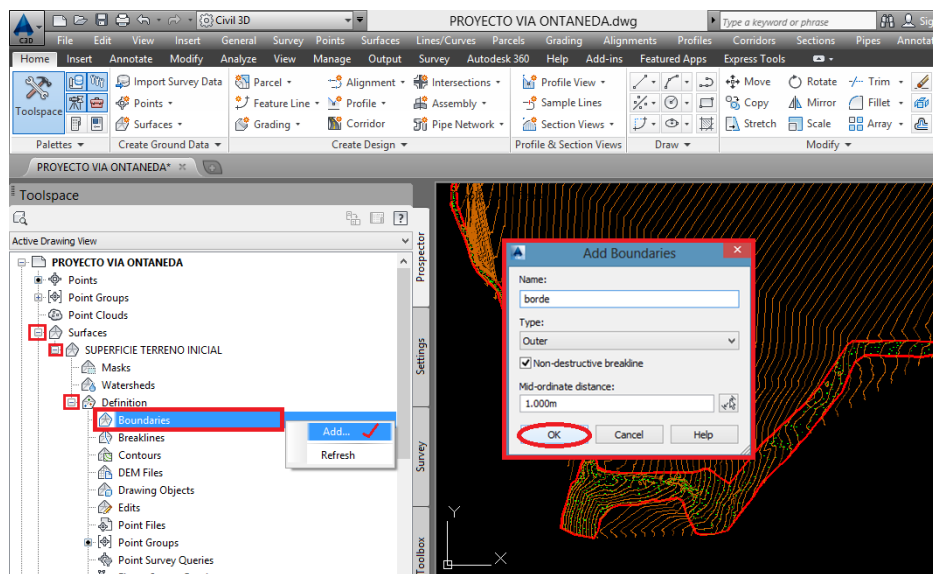 Civil 3D
PROYECTO VIA ONTANEDA.dwg
Type a keyword or phrase
C3D
File Edit View Insert General Survey Points Surfaces Lines/Curves Parcels Grading Alignments Profiles Corridors Sections Pipes
Home Insert Annotate Modify Analyze View Manage Output Survey Autodesk 360 Help Add-ins Featured Apps Express Tools
Toolspace
Import Survey Data Parcel Alignment Intersections Profile View Move Rotate Trim
Points Feature Line Profile Assembly Sample Lines Copy Mirror Fillet
Surfaces Grading Corridor Pipe Network Section Views Stretch Scale Array
Palettes Create Ground Data Create Design Profile & Section Views Draw Modify
PROYECTO VIA ONTANEDA*
Toolspace
Active Drawing View
PROYECTO VIA ONTANEDA
Points
Point Groups
Point Clouds
Surfaces
SUPERFICIE TERRENO INICIAL
Masks
Watersheds
Definition
Boundaries
Breaklines
Contours
DEM Files
Drawing Objects
Edits
Point Files
Point Groups
Point Survey Queries
Add...
Refresh
Prospector
Settings
Survey
Toolbox
Add Boundaries
Name:
borde
Type:
Outer
Non-destructive breakline
Mid-ordinate distance:
1.000m
OK Cancel Help
Y
X